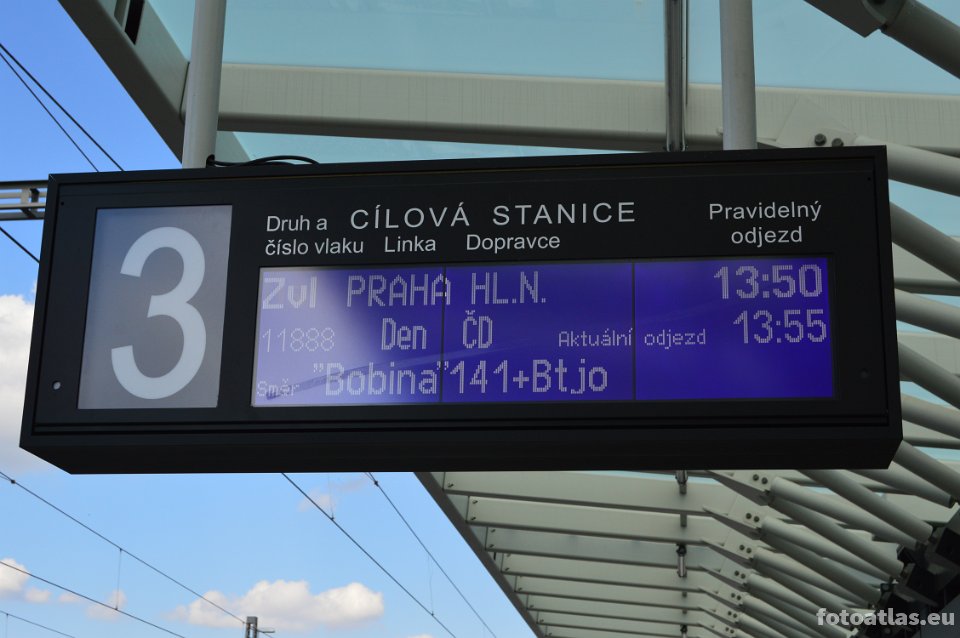 3
Druh a CÍLOVÁ STANICE Pravidelný
číslo vlaku Linka Dopravce odjezd
Zvl PRAHA HL.N. 13:50
11888 Den ČD Aktuální odjezd 13:55
Směr "Bobina"141+Btjo
fotoatlas.eu